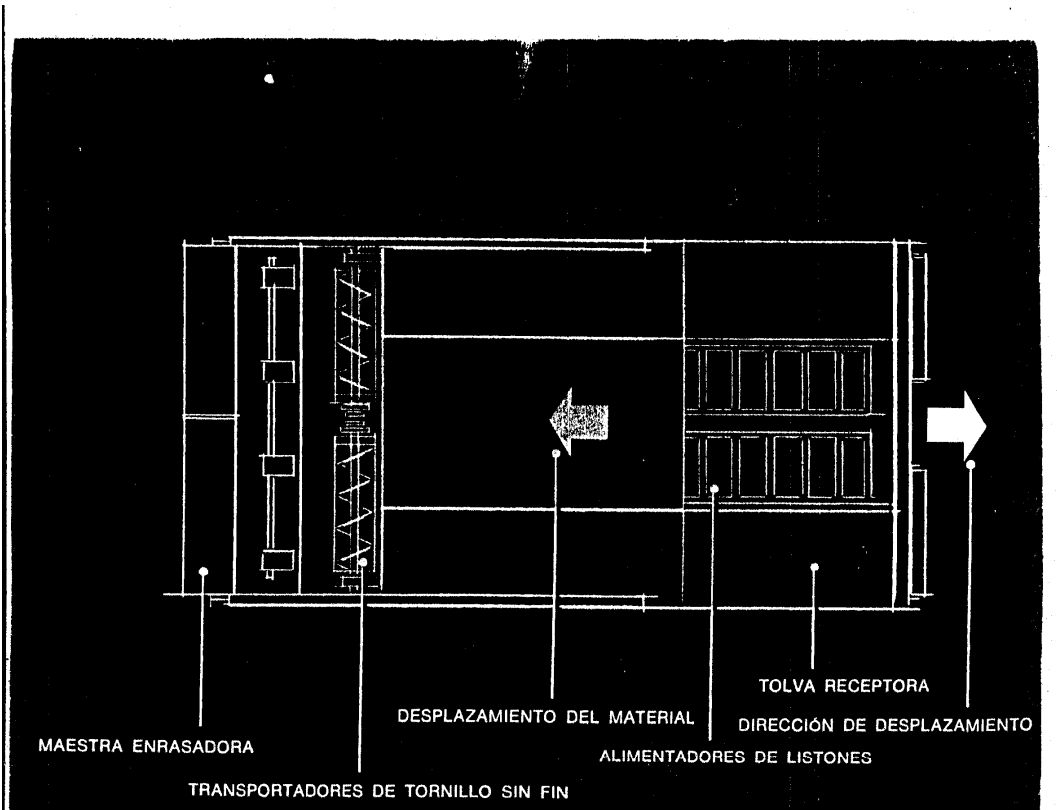 TOLVA RECEPTORA
DESPLAZAMIENTO DEL MATERIAL
DIRECCIÓN DE DESPLAZAMIENTO
MAESTRA ENRASADORA
ALIMENTADORES DE LISTONES
TRANSPORTADORES DE TORNILLO SIN FIN